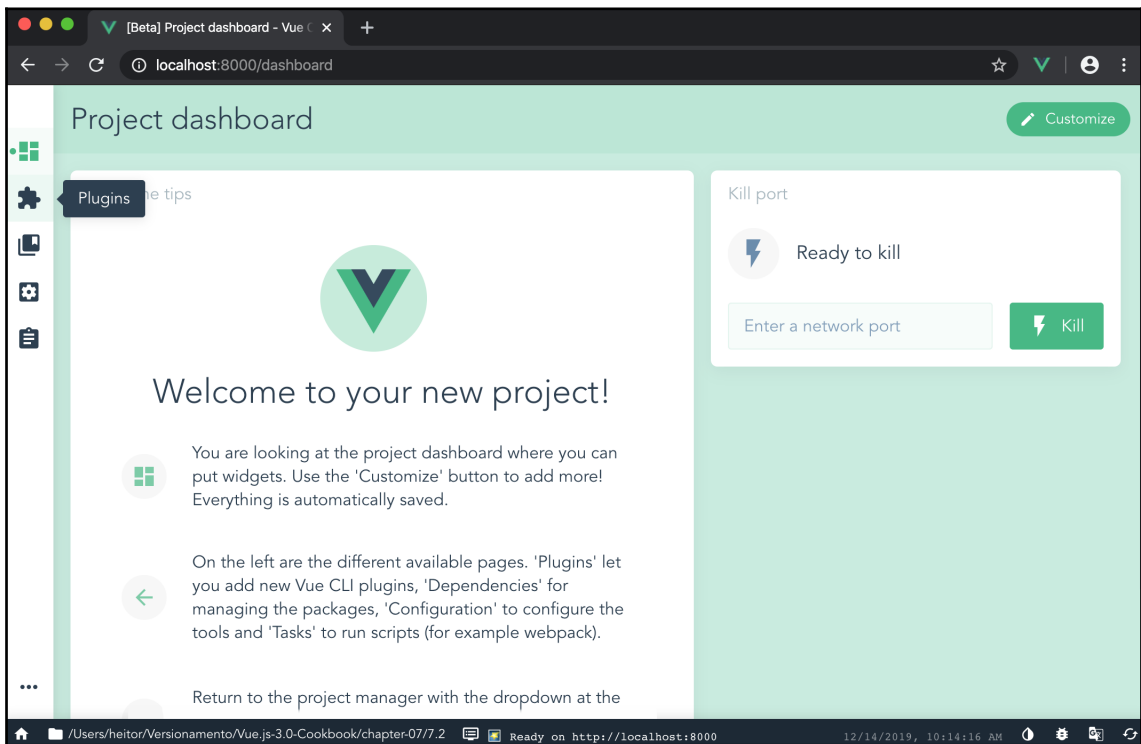 [Beta] Project dashboard - Vue C
localhost:8000/dashboard
Project dashboard
Customize
Plugins
e tips
Kill port
Ready to kill
Enter a network port
Kill
Welcome to your new project!
You are looking at the project dashboard where you can
put widgets. Use the 'Customize' button to add more!
Everything is automatically saved.
On the left are the different available pages. 'Plugins' let
you add new Vue CLI plugins, 'Dependencies' for
managing the packages, 'Configuration' to configure the
tools and 'Tasks' to run scripts (for example webpack).
Return to the project manager with the dropdown at the
/Users/heitor/Versionamento/Vue.js-3.0-Cookbook/chapter-07/7.2
Ready on http://localhost:8000
12/14/2019, 10:14:16 AM